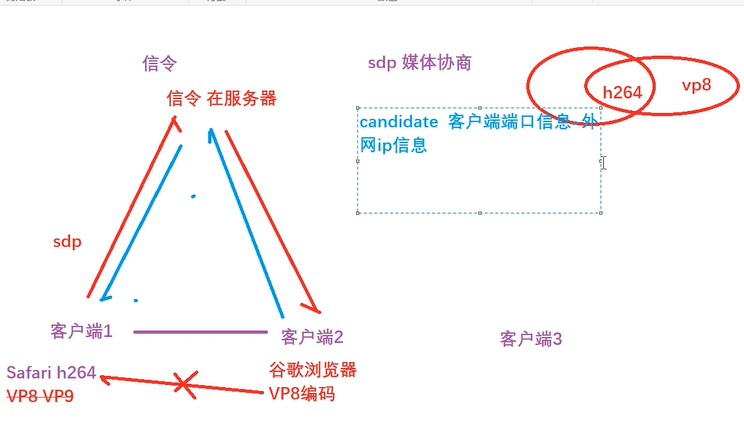 信令
sdp 媒体协商
信令 在服务器
h264
vp8
candidate 客户端端口信息 外
网ip信息
sdp
客户端1
客户端2
客户端3
Safari h264
VP8 VP9
谷歌浏览器
VP8编码